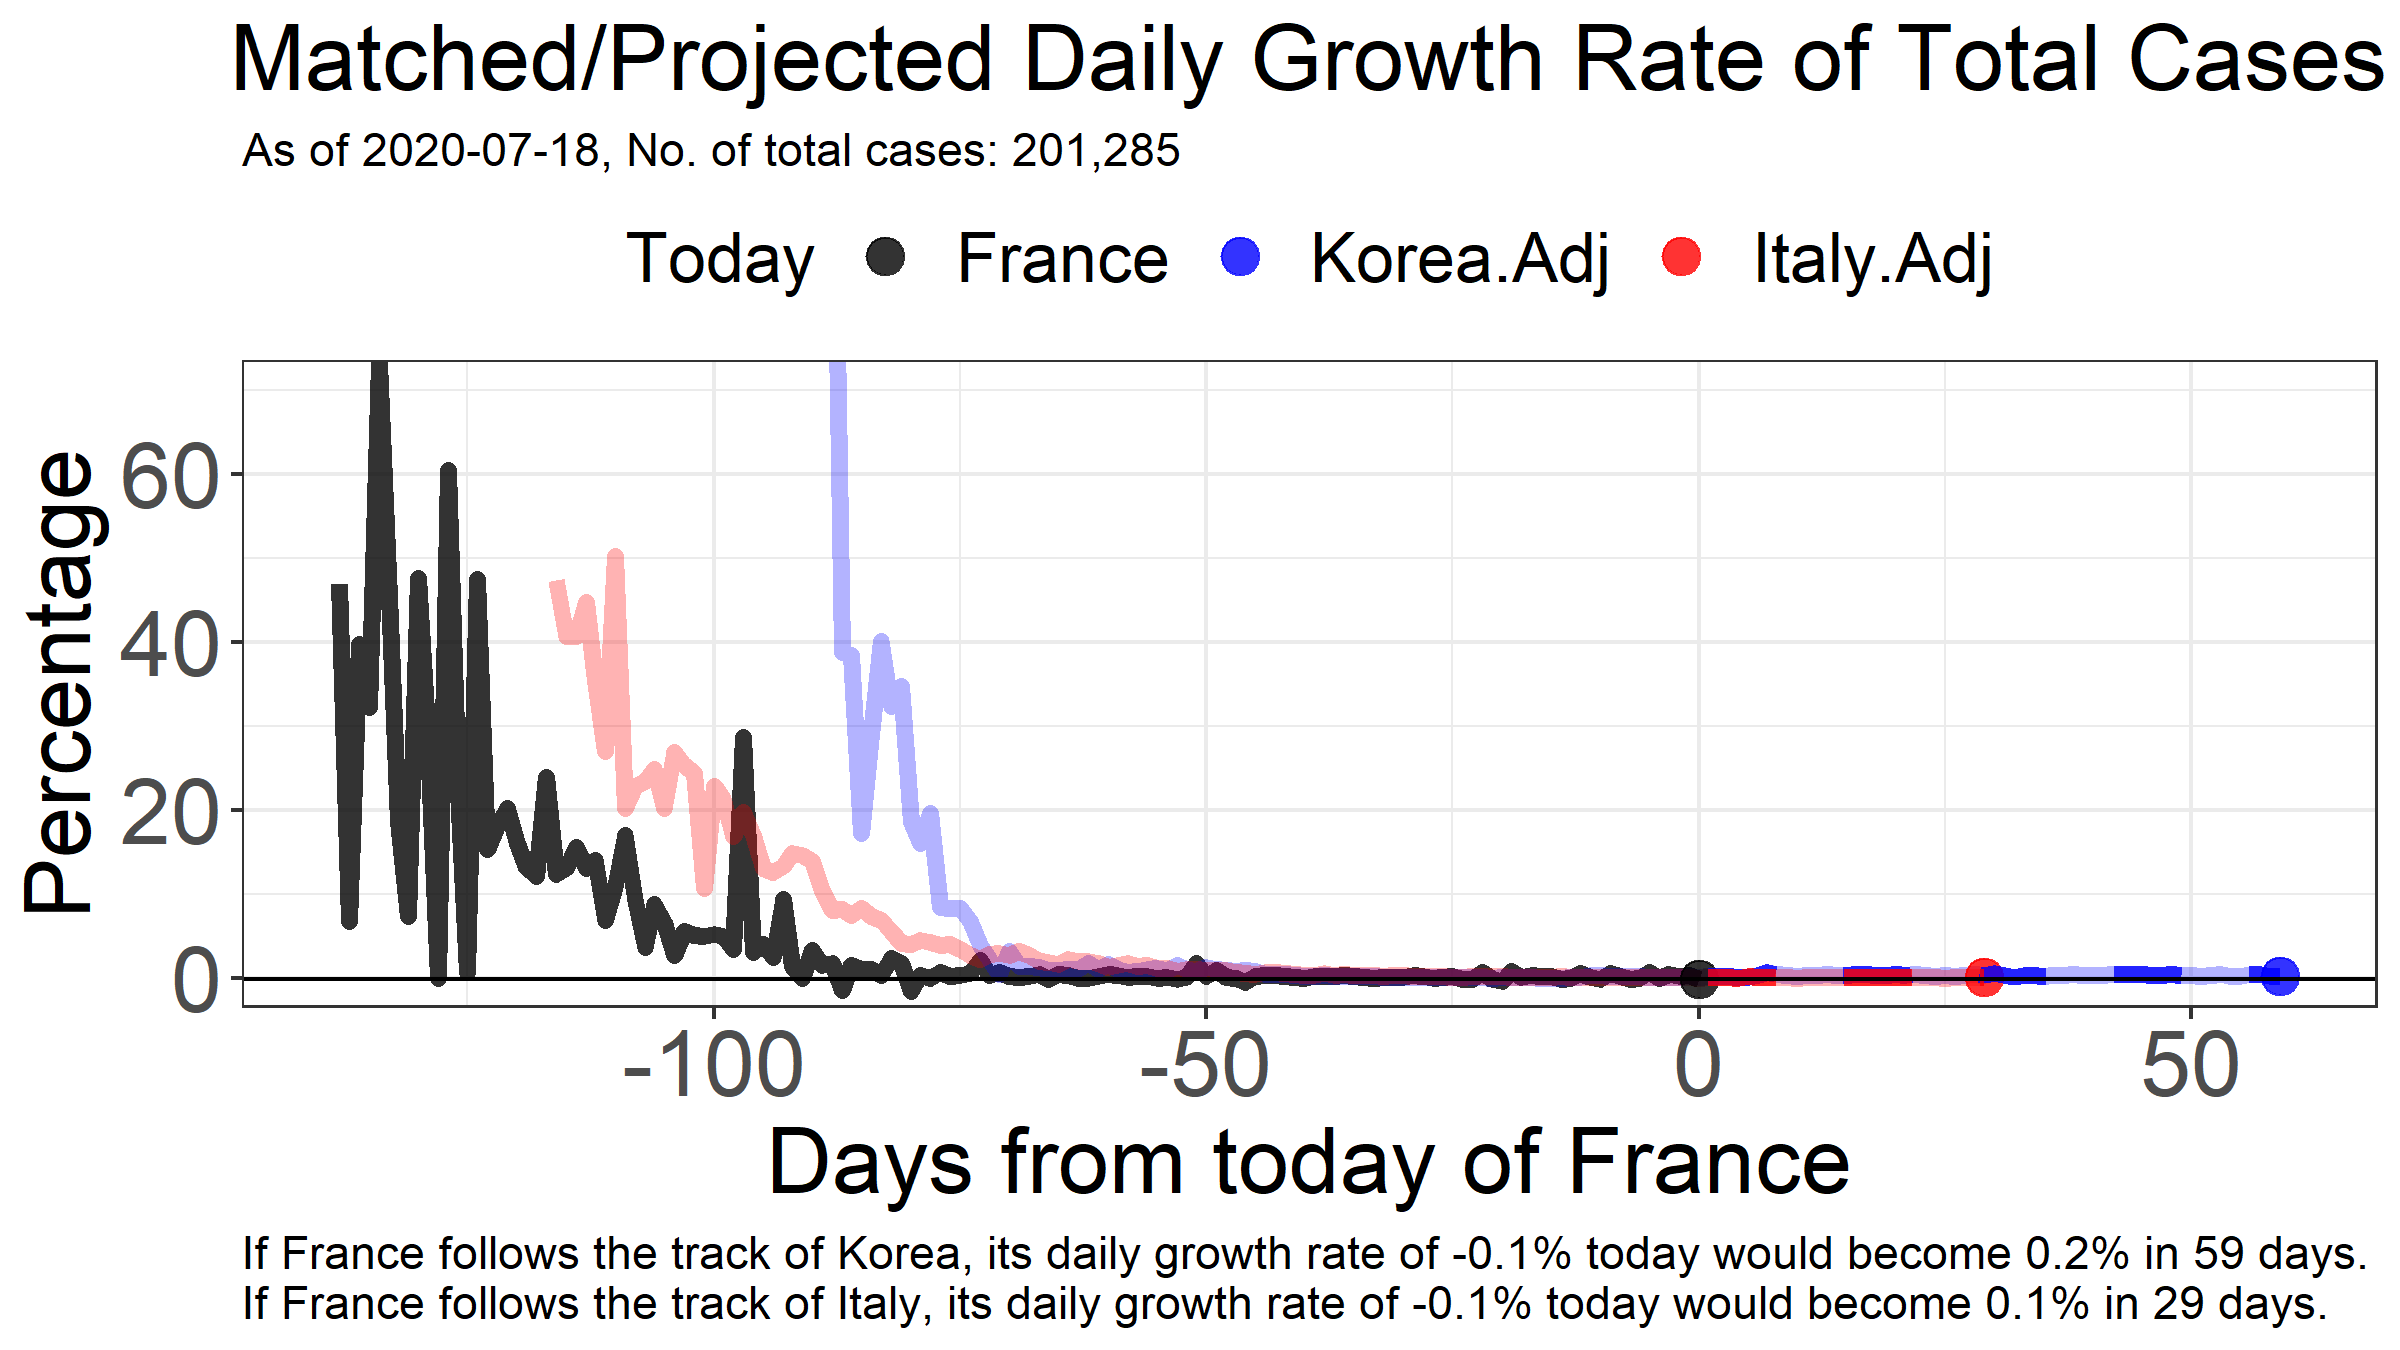 Matched/Projected Daily Growth Rate of Total Cases
As of 2020-07-18, No. of total cases: 201,285
Today France Korea.Adj Italy.Adj
Percentage
60
40
20
0
-100 -50 0 50
Days from today of France
If France follows the track of Korea, its daily growth rate of -0.1% today would become 0.2% in 59 days.
If France follows the track of Italy, its daily growth rate of -0.1% today would become 0.1% in 29 days.